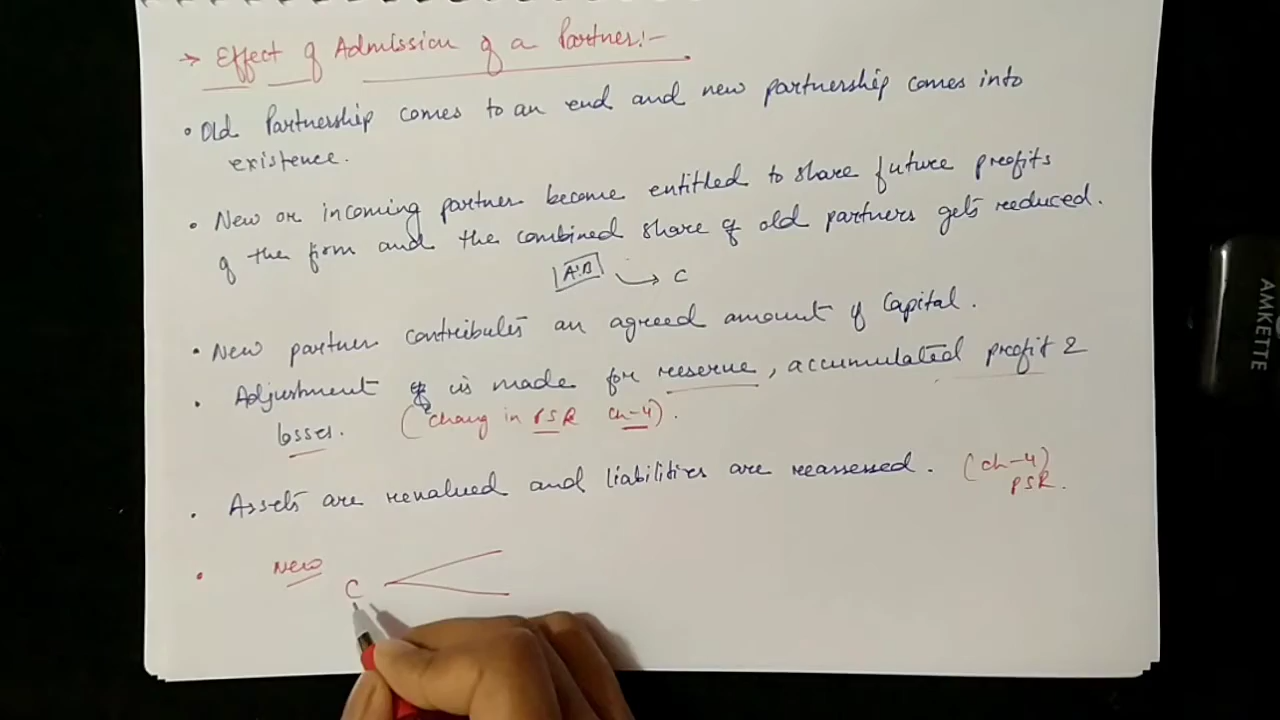 → Effect of Admission of a Partner:-
• Old Partnership comes to an end and new partnership comes into
existence.
• New or incoming partner become entitled to share future profits
of the firm and the combined share of old partners gets reduced.
A:B → C
• New partner contributes an agreed amount of Capital.
• Adjustment is made for reserve, accumulated profit &
losses. (chang in PSR ch-4).
• Assets are revalued and liabilities are reassessed. (ch-4)
PSR.
• New
C
AMKETTE